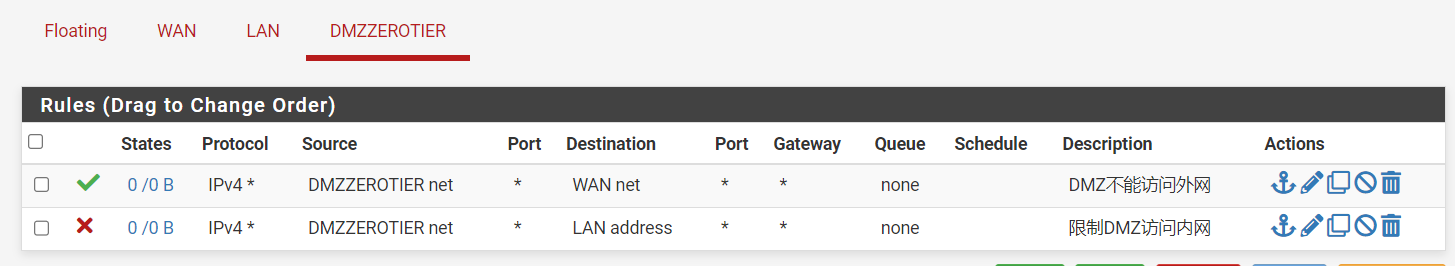 Floating WAN LAN DMZZEROTIER
Rules (Drag to Change Order)
States Protocol Source Port Destination Port Gateway Queue Schedule Description Actions
0 /0 B IPv4 * DMZZEROTIER net * WAN net * * none DMZ不能访问外网
0 /0 B IPv4 * DMZZEROTIER net * LAN address * * none 限制DMZ访问内网